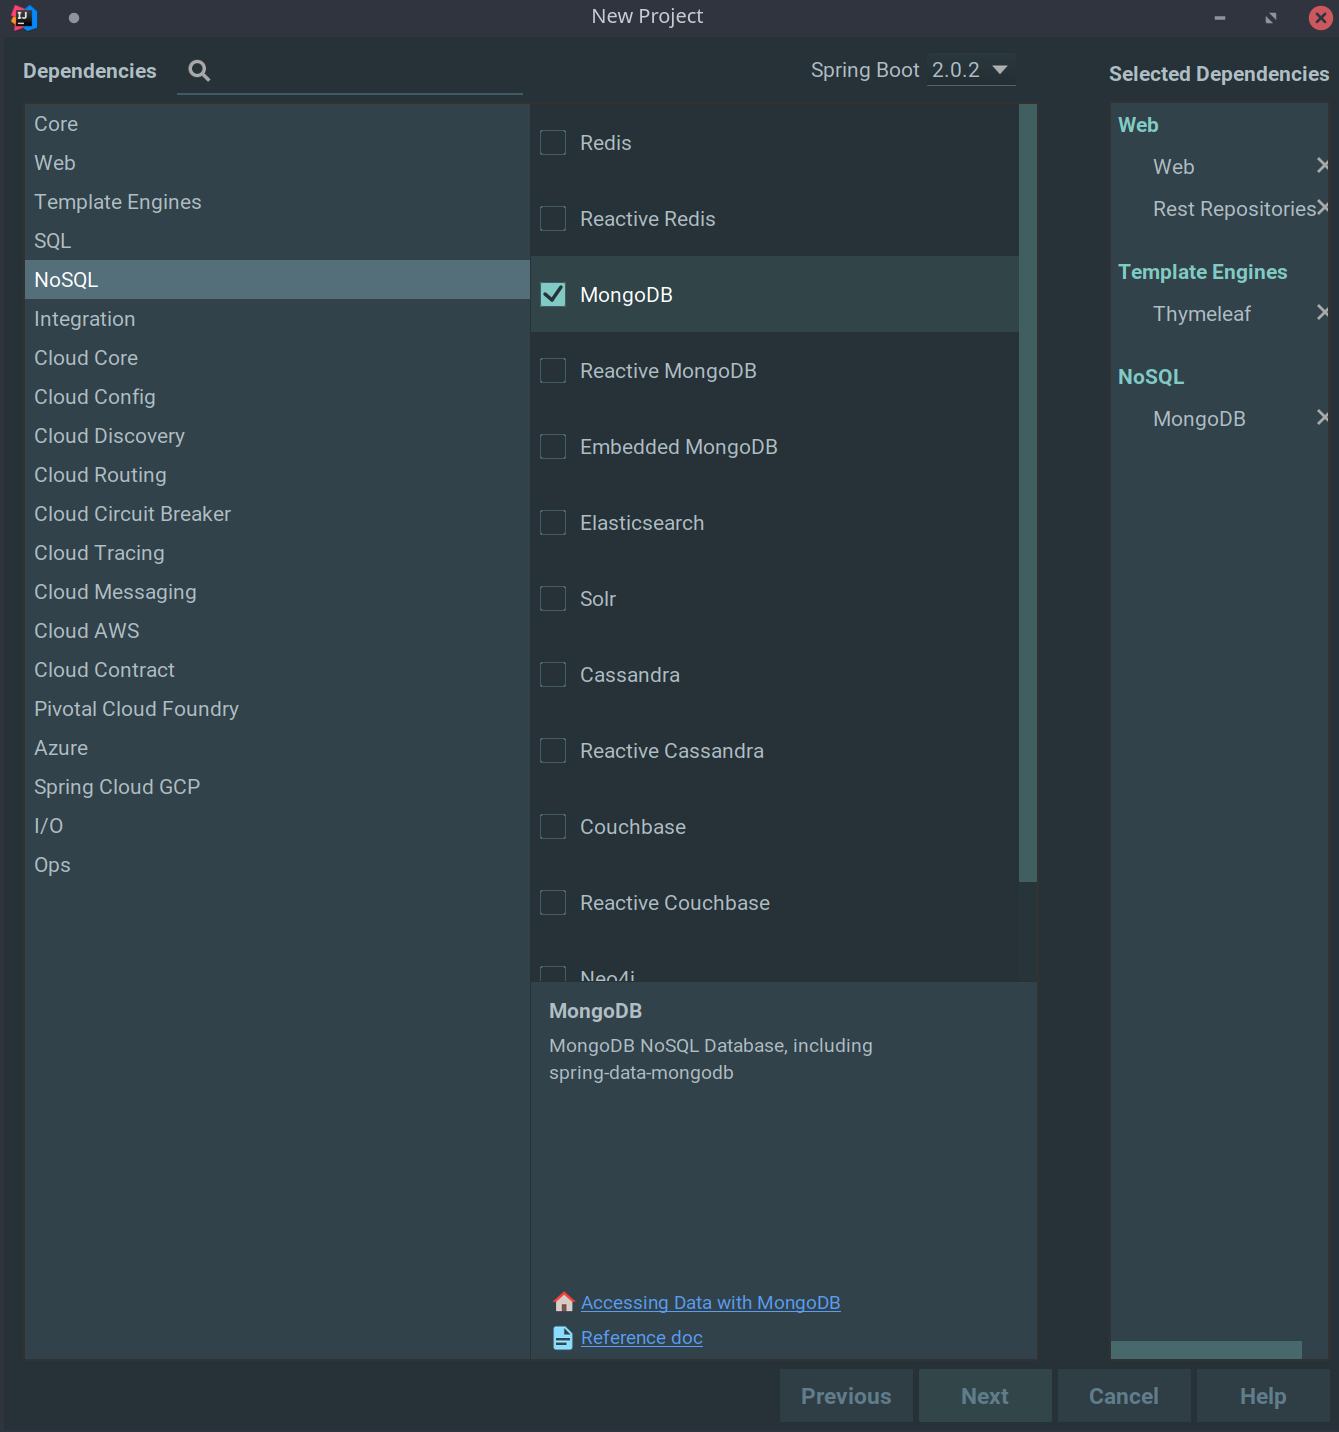 New Project
Dependencies
Spring Boot 2.0.2
Selected Dependencies
Core
Web
Template Engines
SQL
NoSQL
Integration
Cloud Core
Cloud Config
Cloud Discovery
Cloud Routing
Cloud Circuit Breaker
Cloud Tracing
Cloud Messaging
Cloud AWS
Cloud Contract
Pivotal Cloud Foundry
Azure
Spring Cloud GCP
I/O
Ops
Redis
Reactive Redis
MongoDB
Reactive MongoDB
Embedded MongoDB
Elasticsearch
Solr
Cassandra
Reactive Cassandra
Couchbase
Reactive Couchbase
Neo4j
MongoDB
MongoDB NoSQL Database, including
spring-data-mongodb
Accessing Data with MongoDB
Reference doc
Web
Web
Rest Repositories
Template Engines
Thymeleaf
NoSQL
MongoDB
Previous
Next
Cancel
Help